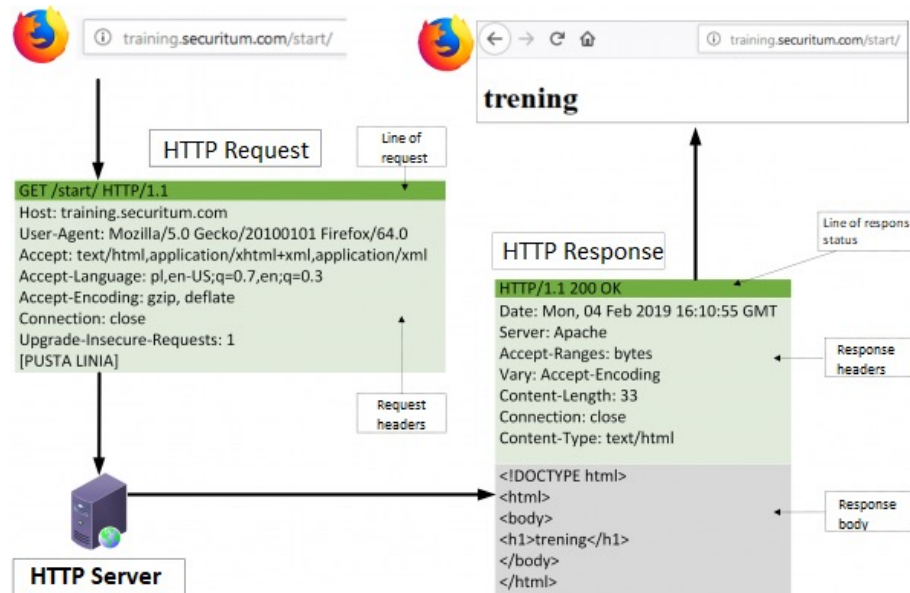 training.securitum.com/start/
training.securitum.com/start/
trening
HTTP Request
Line of
request
GET /start/ HTTP/1.1
Host: training.securitum.com
User-Agent: Mozilla/5.0 Gecko/20100101 Firefox/64.0
Accept: text/html,application/xhtml+xml,application/xml
Accept-Language: pl,en-US;q=0.7,en;q=0.3
Accept-Encoding: gzip, deflate
Connection: close
Upgrade-Insecure-Requests: 1
[PUSTA LINIA]
Request
headers
HTTP Server
HTTP Response
Line of respons
status
HTTP/1.1 200 OK
Date: Mon, 04 Feb 2019 16:10:55 GMT
Server: Apache
Accept-Ranges: bytes
Vary: Accept-Encoding
Content-Length: 33
Connection: close
Content-Type: text/html
Response
headers
<!DOCTYPE html>
<html>
<body>
<h1>trening</h1>
</body>
</html>
Response
body